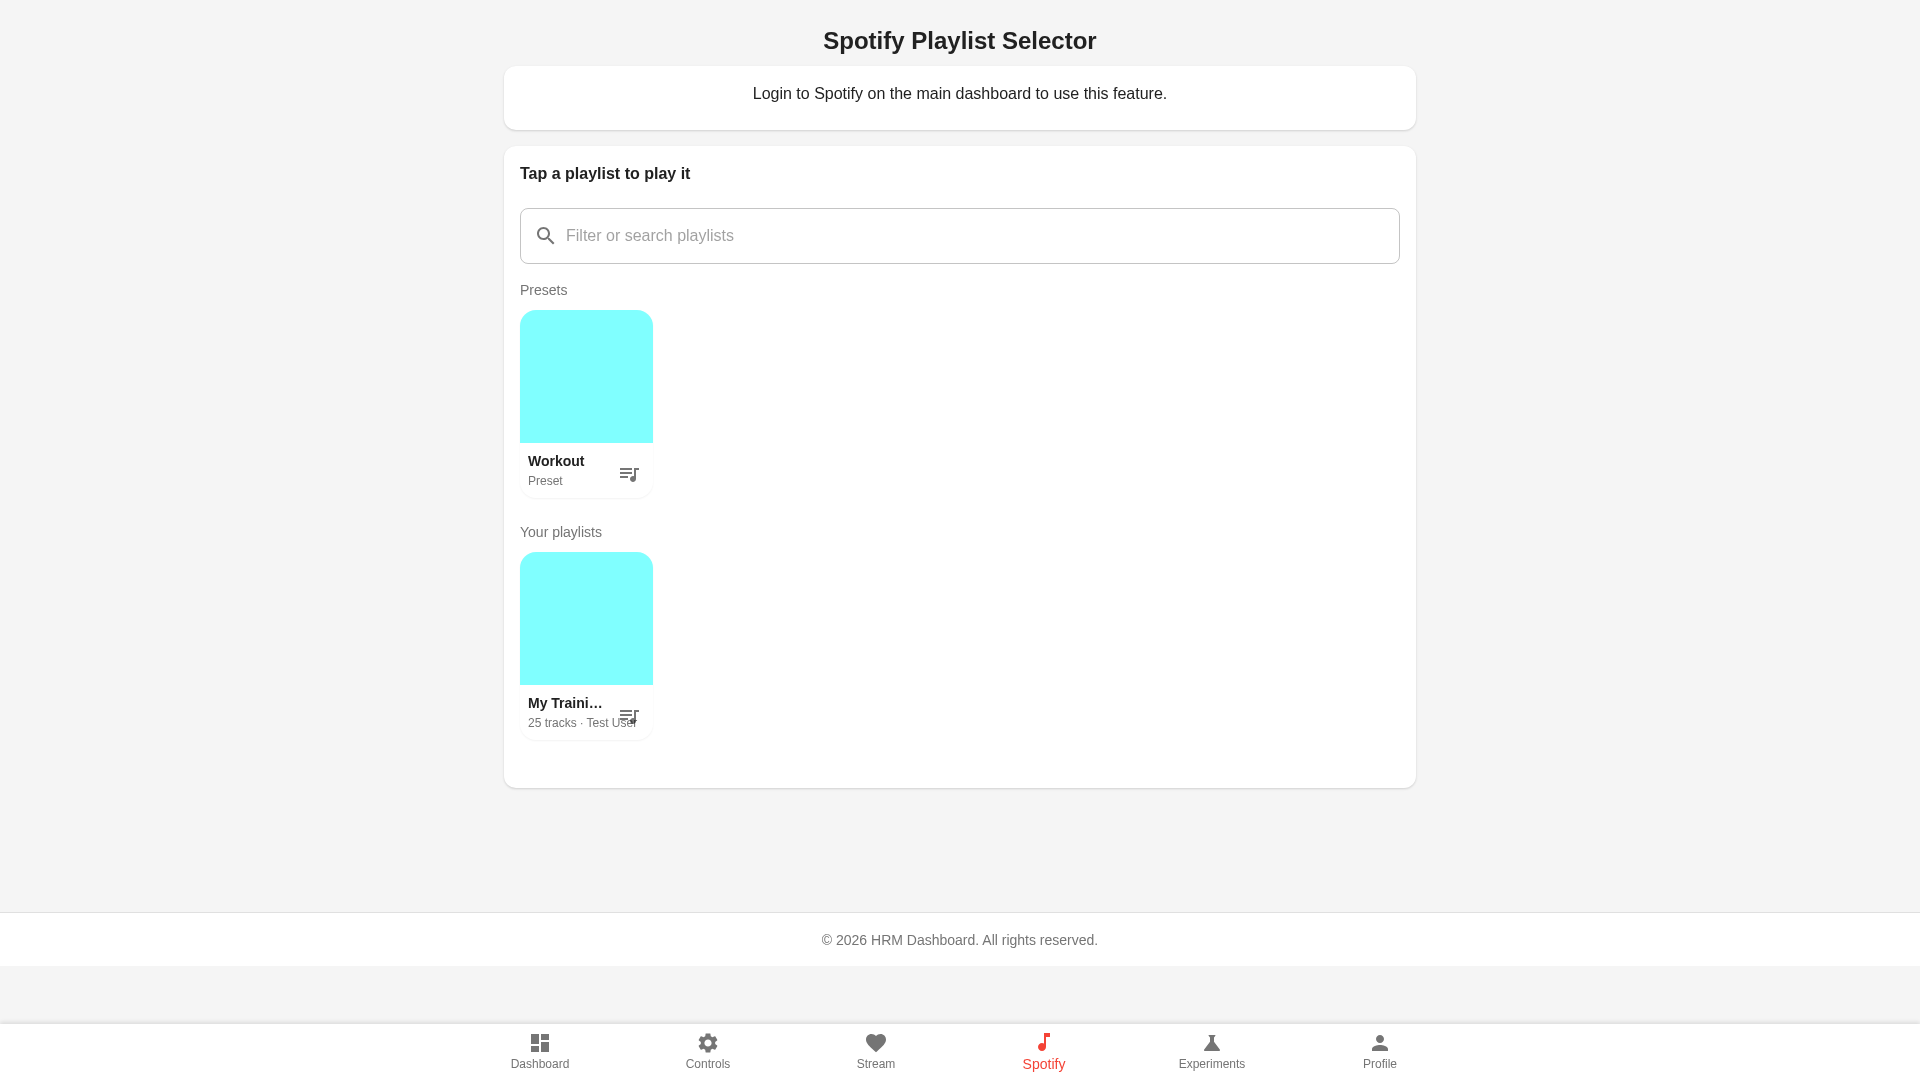 Spotify Playlist Selector
Login to Spotify on the main dashboard to use this feature.
Tap a playlist to play it
Filter or search playlists
Presets
Workout
Preset
Your playlists
My Traini…
25 tracks · Test User
© 2026 HRM Dashboard. All rights reserved.
Dashboard
Controls
Stream
Spotify
Experiments
Profile